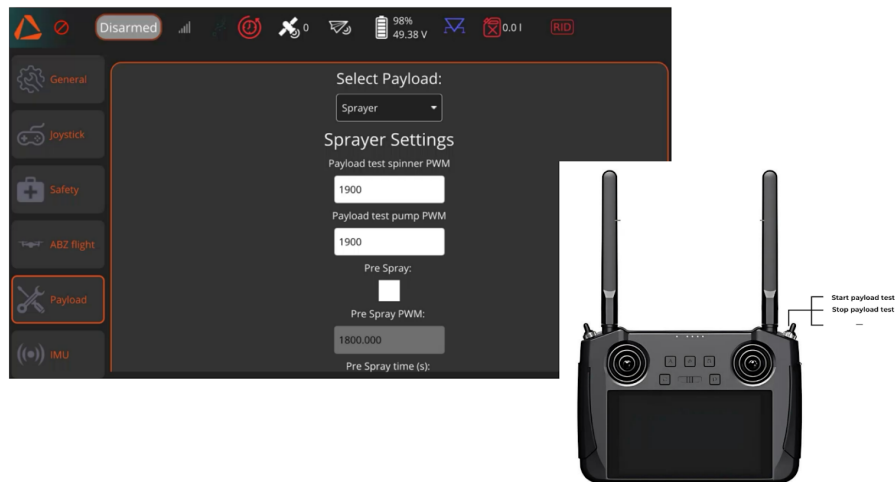 Disarmed
0
98%
49.38 V
0.0 l
RID
General
Joystick
Safety
ABZ flight
Payload
IMU
Select Payload:
Sprayer
Sprayer Settings
Payload test spinner PWM
1900
Payload test pump PWM
1900
Pre Spray:
Pre Spray PWM:
1800.000
Pre Spray time (s):
Start payload test
Stop payload test
—